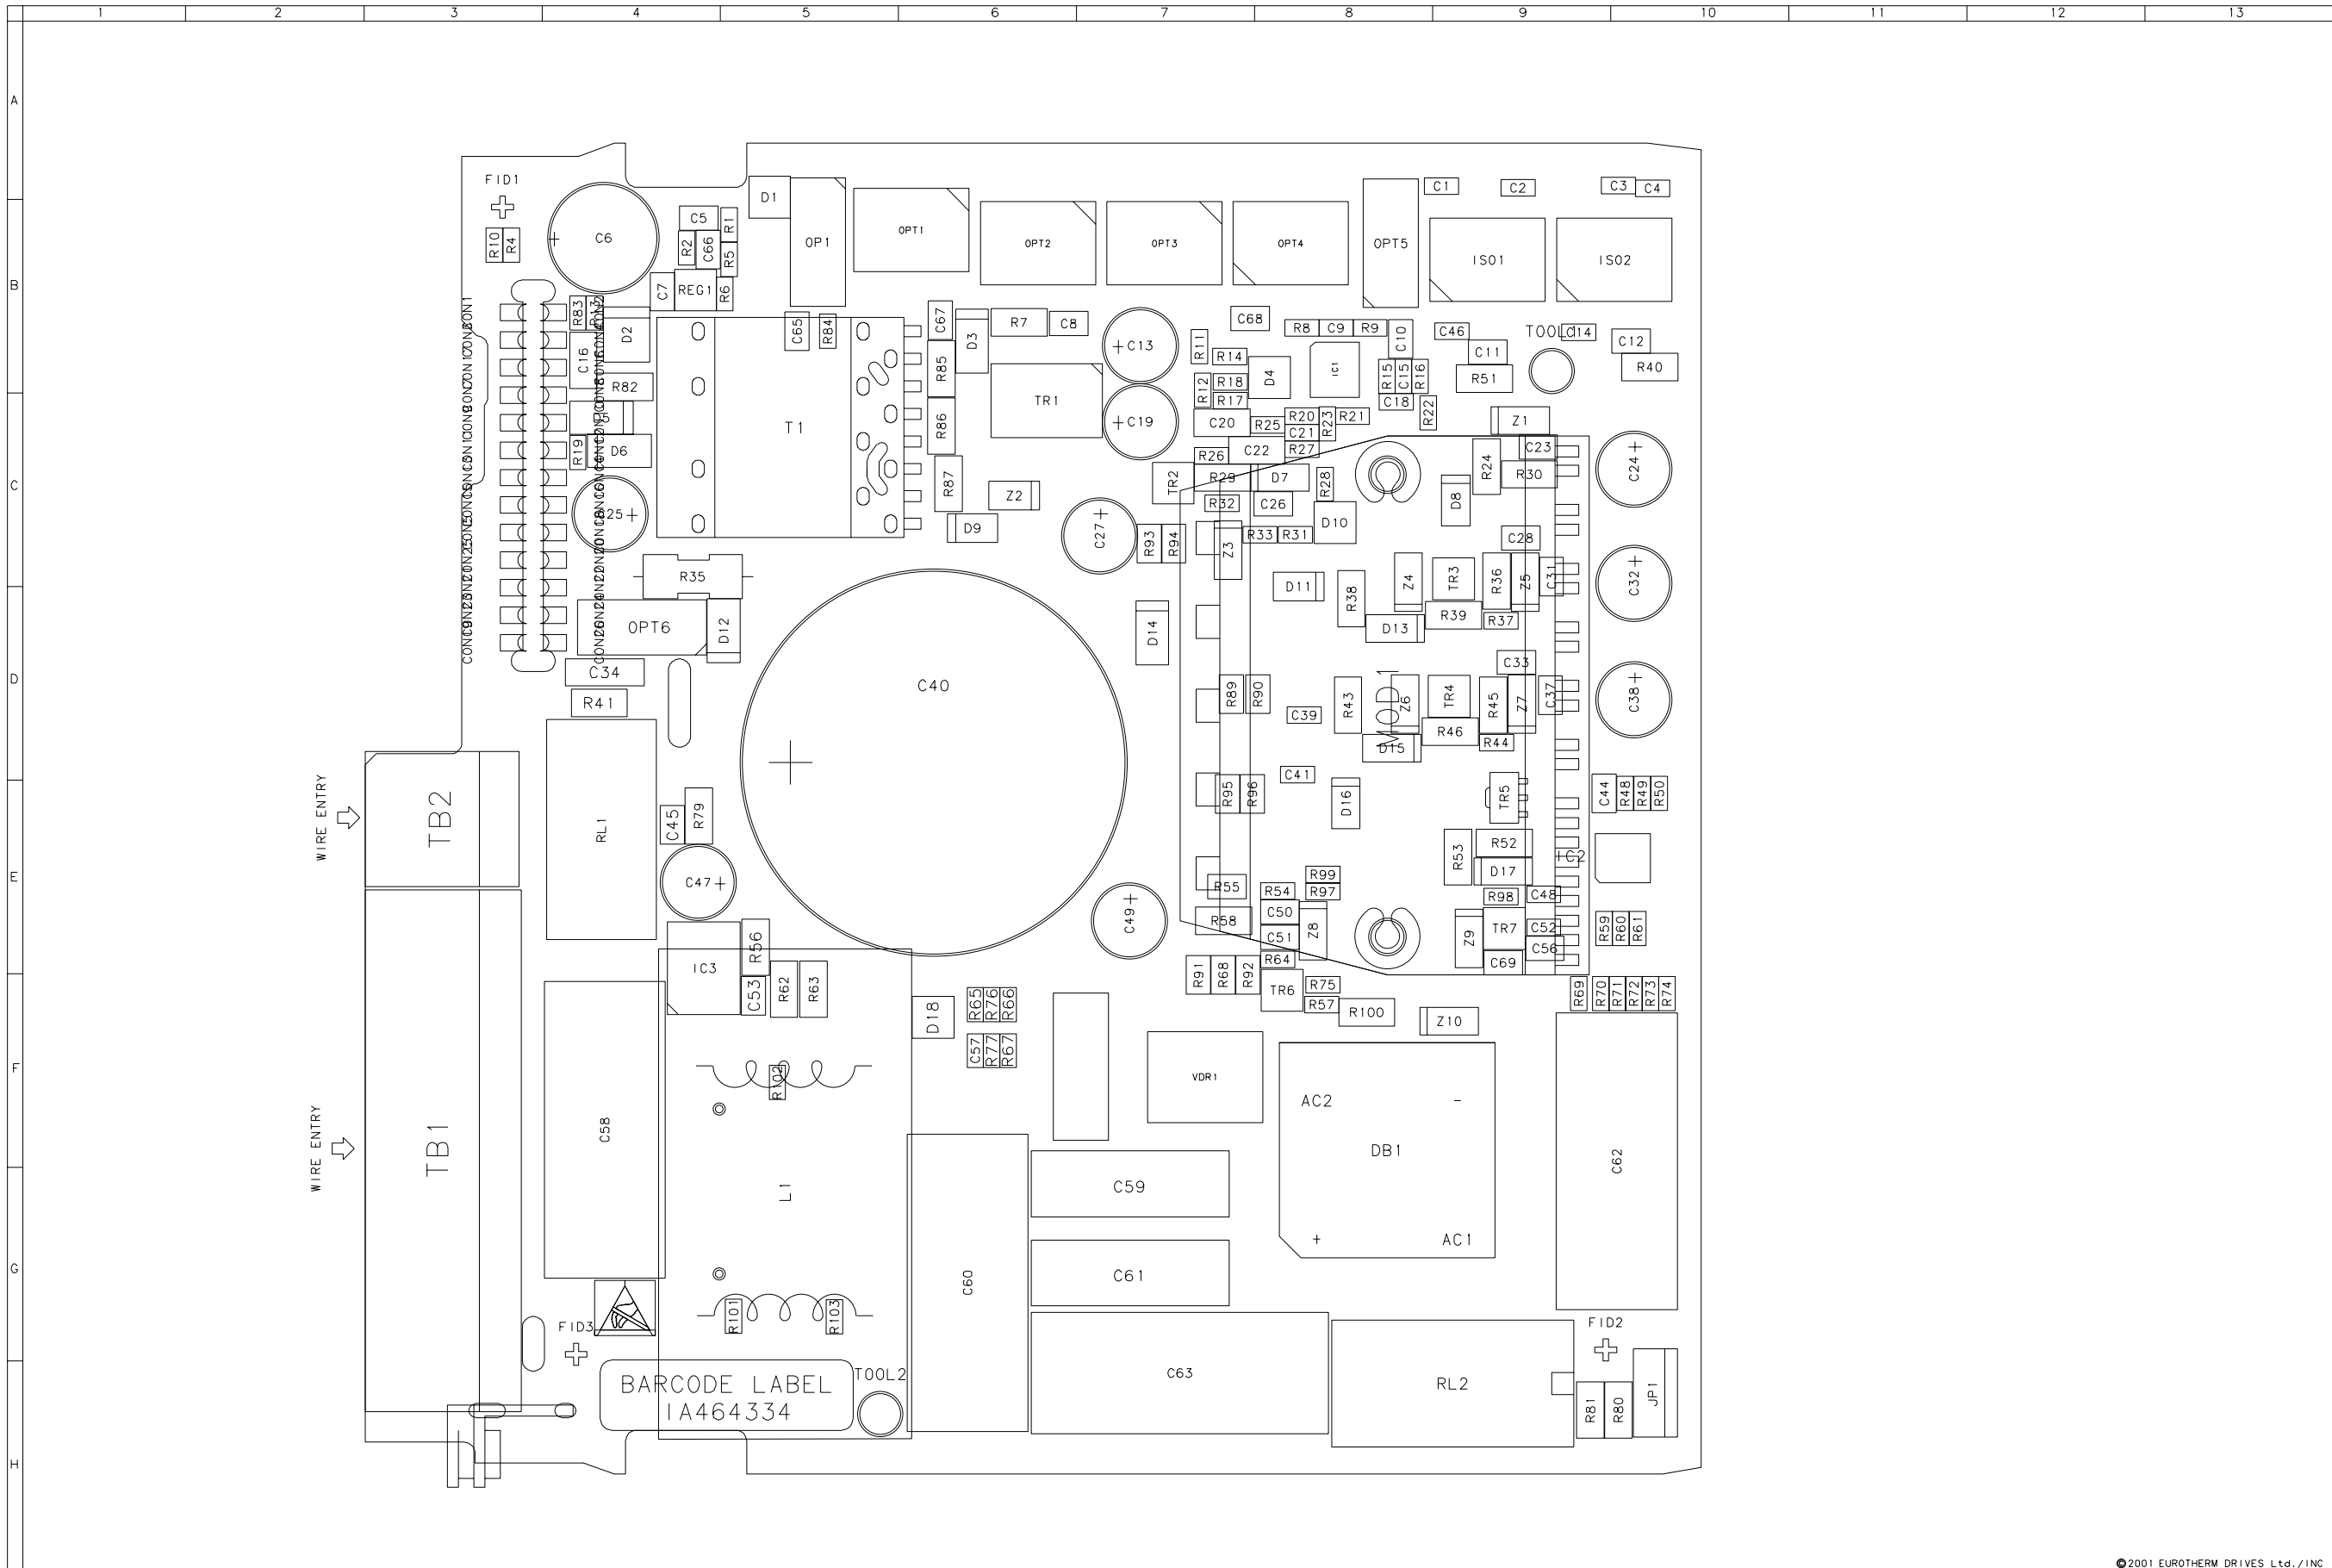 1 2 3 4 5 6 7 8 9 10 11 12 13
A
B
C
D
E
F
G
H
FID1
R10
R4
C6
C5
R1
R2
C66
R5
C7
REG1
R6
D1
OP1
OPT1
OPT2
OPT3
OPT4
OPT5
C1
C2
C3
C4
ISO1
ISO2
R83
D2
C16
R82
R19
D6
C65
R84
T1
C67
D3
R7
C8
R85
R86
TR1
C13
C19
R11
R14
R12
R18
R17
C68
R8
C9
R9
C10
D4
IC1
R15
C15
R16
C18
R22
C46
C11
R51
C14
C12
R40
C20
R25
R20
C21
R23
R21
R27
R26
C22
Z1
C23
R24
R30
C24
R87
Z2
D9
TR2
R29
D7
R28
R32
C26
D10
D8
C27
R93
R94
Z3
R33
R31
C28
R35
OPT6
D12
C34
R41
D14
D11
R38
Z4
TR3
R36
Z5
C31
C32
R39
R37
D13
C40
R89
R90
C39
R43
Z6
MOD1
TR4
R45
Z7
C33
C37
C38
R46
R44
D15
C41
R95
R96
D16
TR5
C44
R48
R49
R50
WIRE ENTRY
TB2
RL1
C45
R79
C47
R53
R52
D17
IC2
R99
R97
R54
R55
R98
C48
C49
R58
C50
C51
Z8
Z9
TR7
C52
C56
C69
R59
R60
R61
R64
IC3
R56
C53
R62
R63
R91
R68
R92
TR6
R75
R57
R100
Z10
R69
R70
R71
R72
R73
R74
D18
R65
R76
R66
C57
R77
R67
R102
VDR1
AC2
-
DB1
+
AC1
C62
WIRE ENTRY
TB1
C58
L1
C59
C60
C61
C63
R101
R103
FID3
FID2
BARCODE LABEL
IA464334
TOOL2
RL2
R81
R80
JP1
©2001 EUROTHERM DRIVES Ltd./INC